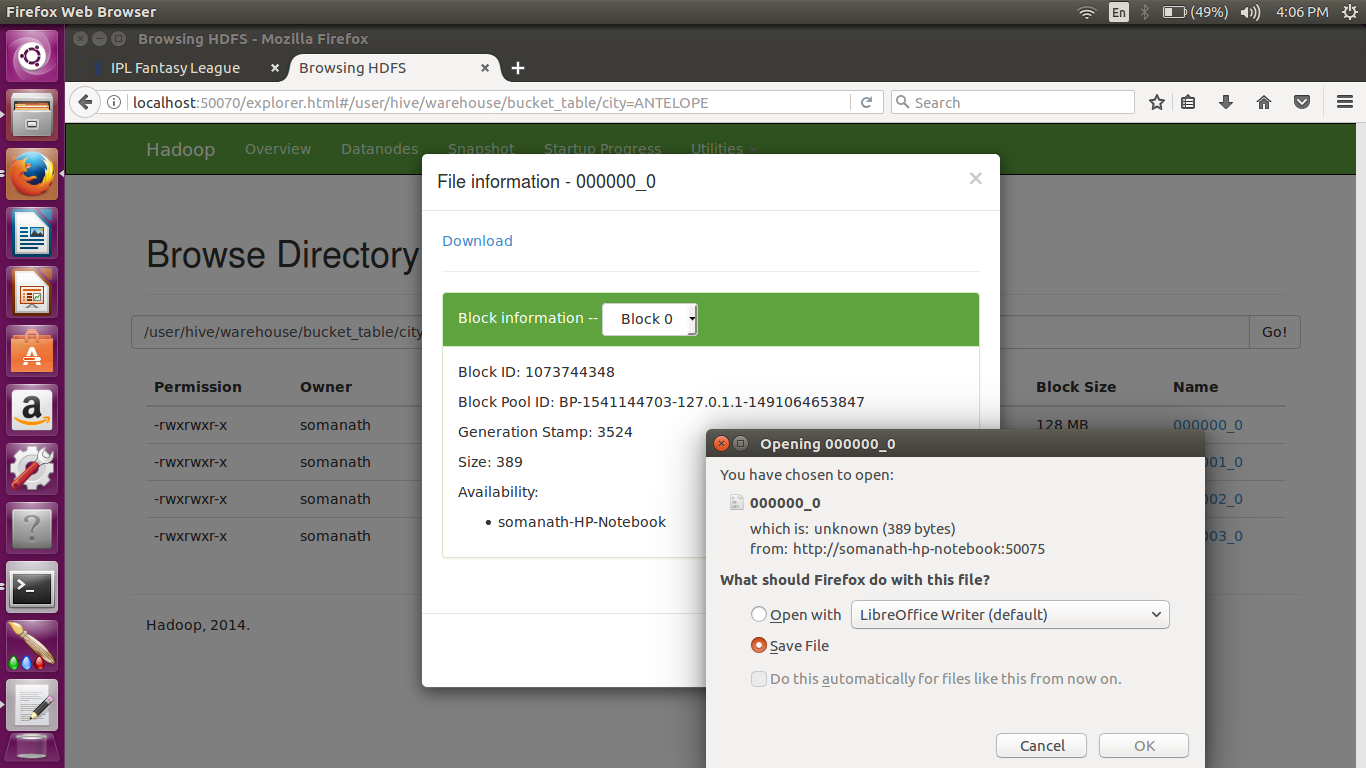 Firefox Web Browser
En
(49%)
4:06 PM
Browsing HDFS - Mozilla Firefox
IPL Fantasy League
Browsing HDFS
localhost:50070/explorer.html#/user/hive/warehouse/bucket_table/city=ANTELOPE
Search
Hadoop Overview Datanodes Snapshot Startup Progress Utilities
File information - 000000_0
Download
Browse Directory
Block information -- Block 0
/user/hive/warehouse/bucket_table/city
Go!
Block ID: 1073744348
Permission Owner Block Size Name
Block Pool ID: BP-1541144703-127.0.1.1-1491064653847
-rwxrwxr-x somanath 128 MB 000000_0
Generation Stamp: 3524
-rwxrwxr-x somanath 01_0
Size: 389
Availability:
-rwxrwxr-x somanath 02_0
somanath-HP-Notebook
-rwxrwxr-x somanath 03_0
Hadoop, 2014.
Opening 000000_0
You have chosen to open:
000000_0
which is: unknown (389 bytes)
from: http://somanath-hp-notebook:50075
What should Firefox do with this file?
Open with LibreOffice Writer (default)
Save File
Do this automatically for files like this from now on.
Cancel OK